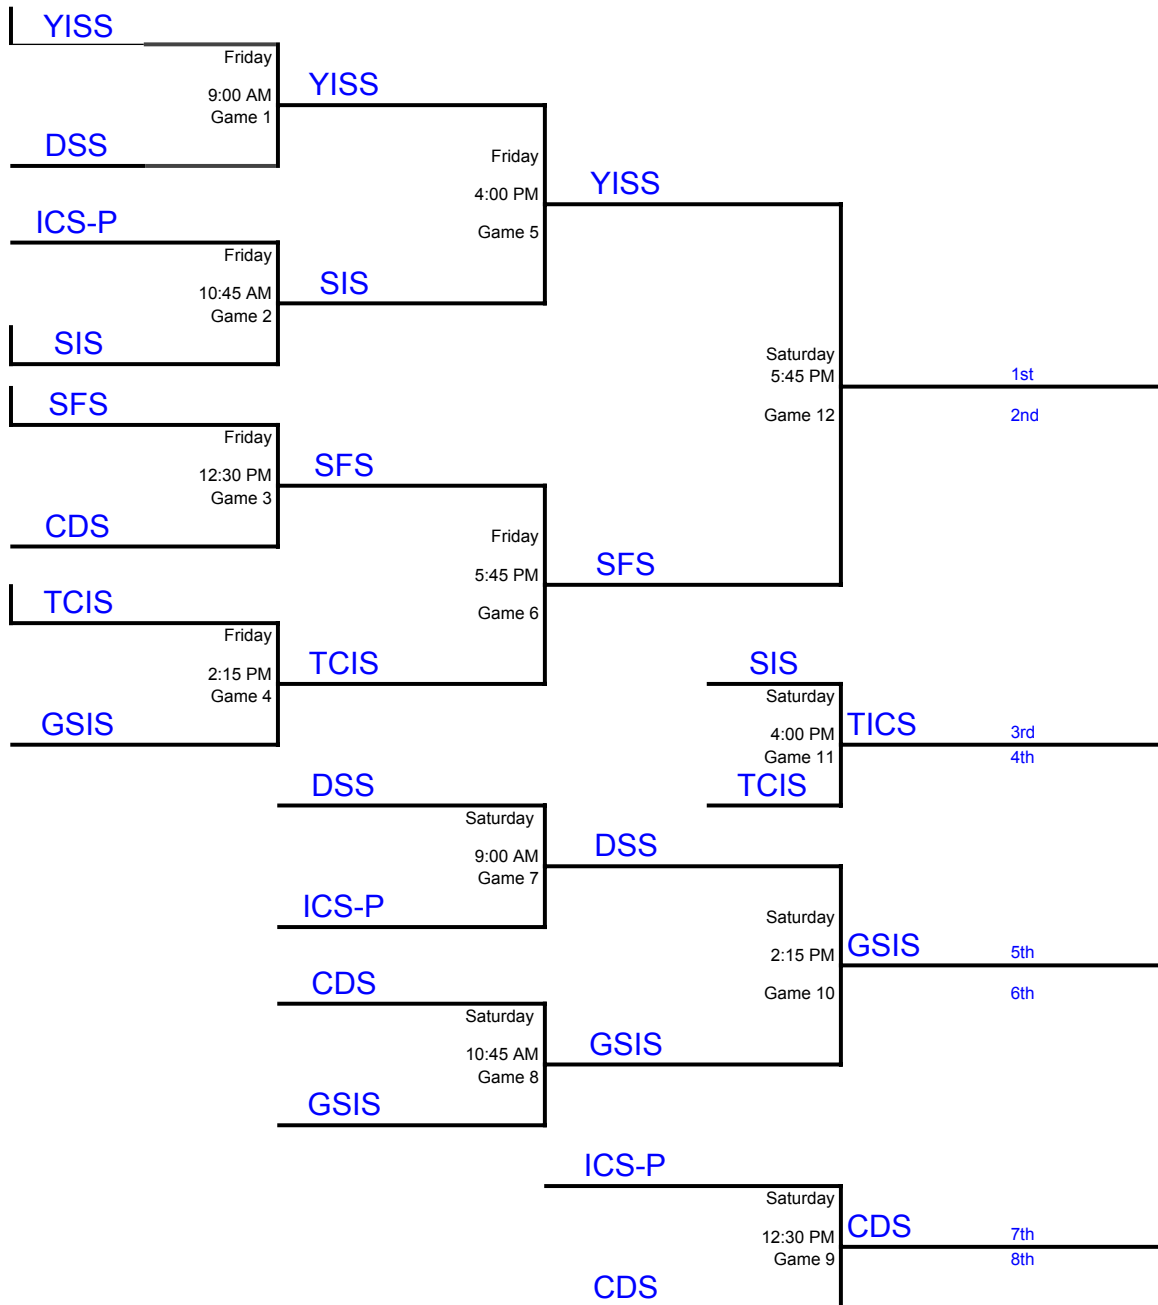 YISS
Friday
9:00 AM
Game 1
DSS
YISS
ICS-P
Friday
10:45 AM
Game 2
SIS
SIS
Friday
4:00 PM
Game 5
YISS
SFS
Friday
12:30 PM
Game 3
CDS
SFS
TCIS
Friday
2:15 PM
Game 4
GSIS
TCIS
Friday
5:45 PM
Game 6
SFS
Saturday
5:45 PM
Game 12
1st
2nd
SIS
Saturday
4:00 PM
Game 11
TCIS
TICS
3rd
4th
DSS
Saturday
9:00 AM
Game 7
ICS-P
DSS
CDS
Saturday
10:45 AM
Game 8
GSIS
GSIS
Saturday
2:15 PM
Game 10
GSIS
5th
6th
ICS-P
Saturday
12:30 PM
Game 9
CDS
CDS
7th
8th